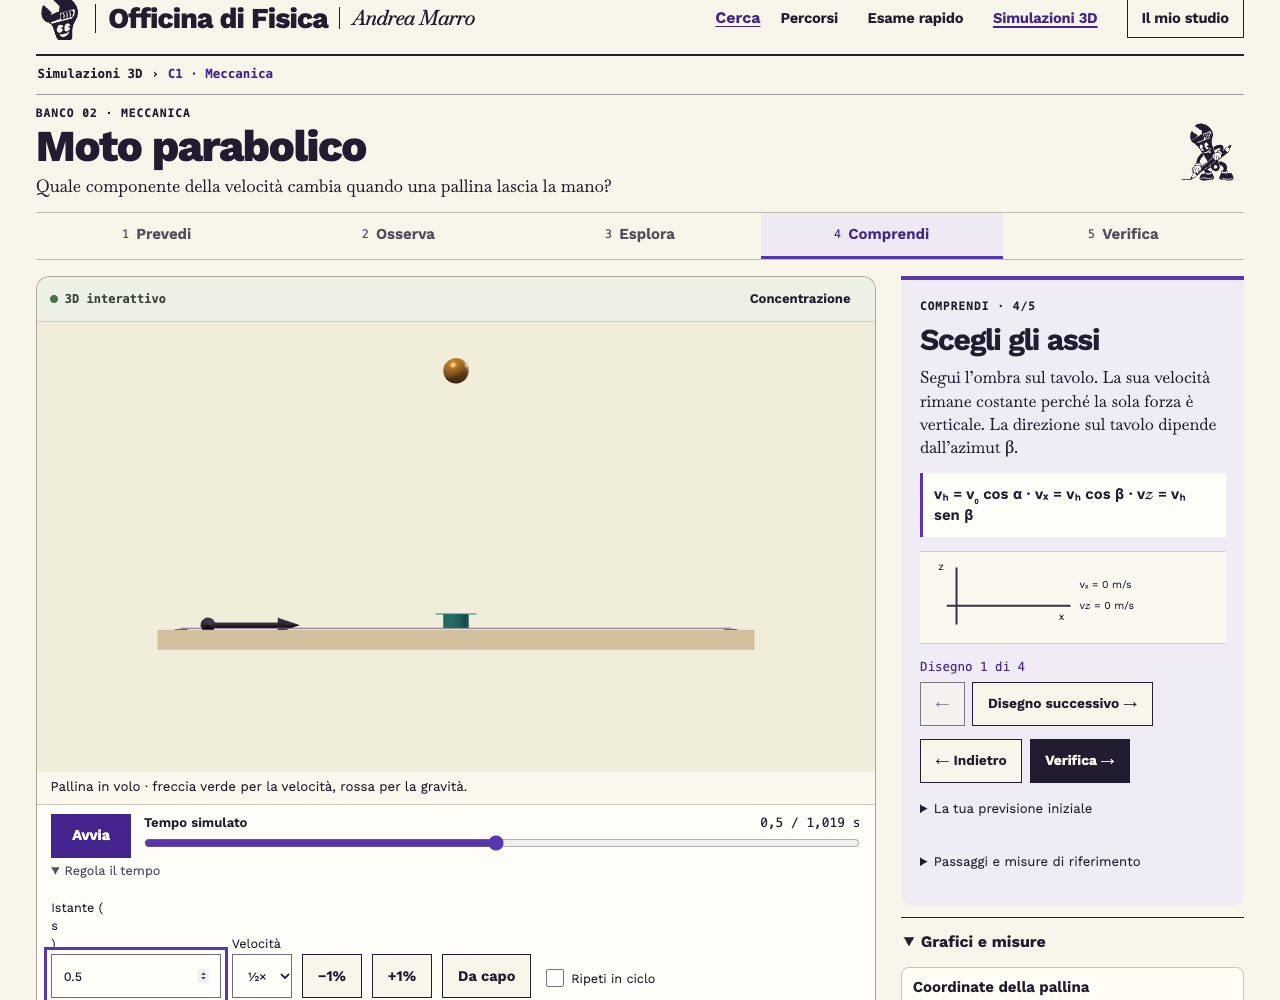 Officina di Fisica
Andrea Marro
Cerca
Percorsi
Esame rapido
Simulazioni 3D
Il mio studio
Simulazioni 3D › C1 · Meccanica
BANCO 02 · MECCANICA
Moto parabolico
Quale componente della velocità cambia quando una pallina lascia la mano?
1 Prevedi
2 Osserva
3 Esplora
4 Comprendi
5 Verifica
3D interattivo
Concentrazione
Pallina in volo · freccia verde per la velocità, rossa per la gravità.
Avvia
Tempo simulato
0,5 / 1,019 s
▼ Regola il tempo
Istante (
s
)
0.5
Velocità
½×
−1%
+1%
Da capo
Ripeti in ciclo
COMPRENDI · 4/5
Scegli gli assi
Segui l’ombra sul tavolo. La sua velocità
rimane costante perché la sola forza è
verticale. La direzione sul tavolo dipende
dall’azimut β.
vₕ = v₀ cos α · vₓ = vₕ cos β · v𝑧 = vₕ
sen β
z
x
vₓ = 0 m/s
v𝑧 = 0 m/s
Disegno 1 di 4
←
Disegno successivo →
← Indietro
Verifica →
▶ La tua previsione iniziale
▶ Passaggi e misure di riferimento
▼ Grafici e misure
Coordinate della pallina